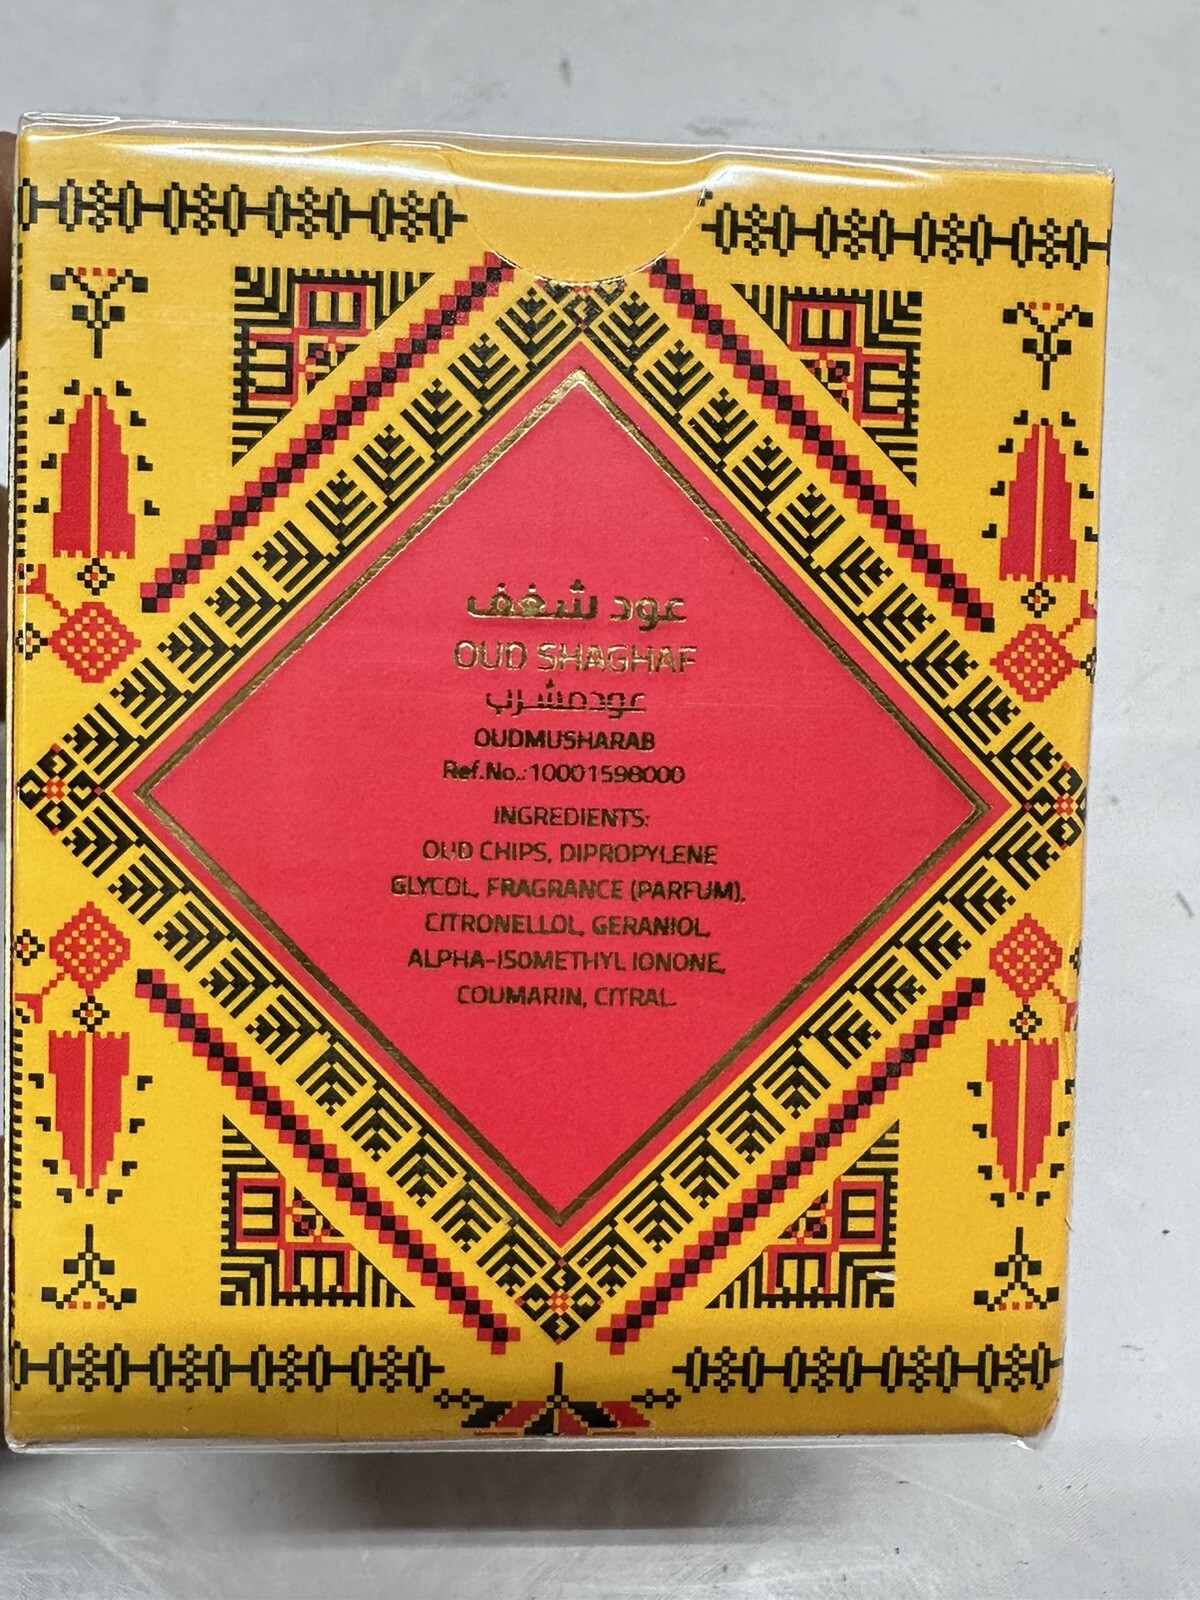 عود شغف
OUD SHAGHAF
عودمشرب
OUDMUSHARAB
Ref.No.:10001598000
INGREDIENTS:
OUD CHIPS, DIPROPYLENE
GLYCOL, FRAGRANCE (PARFUM),
CITRONELLOL, GERANIOL,
ALPHA-ISOMETHYL IONONE,
COUMARIN, CITRAL.